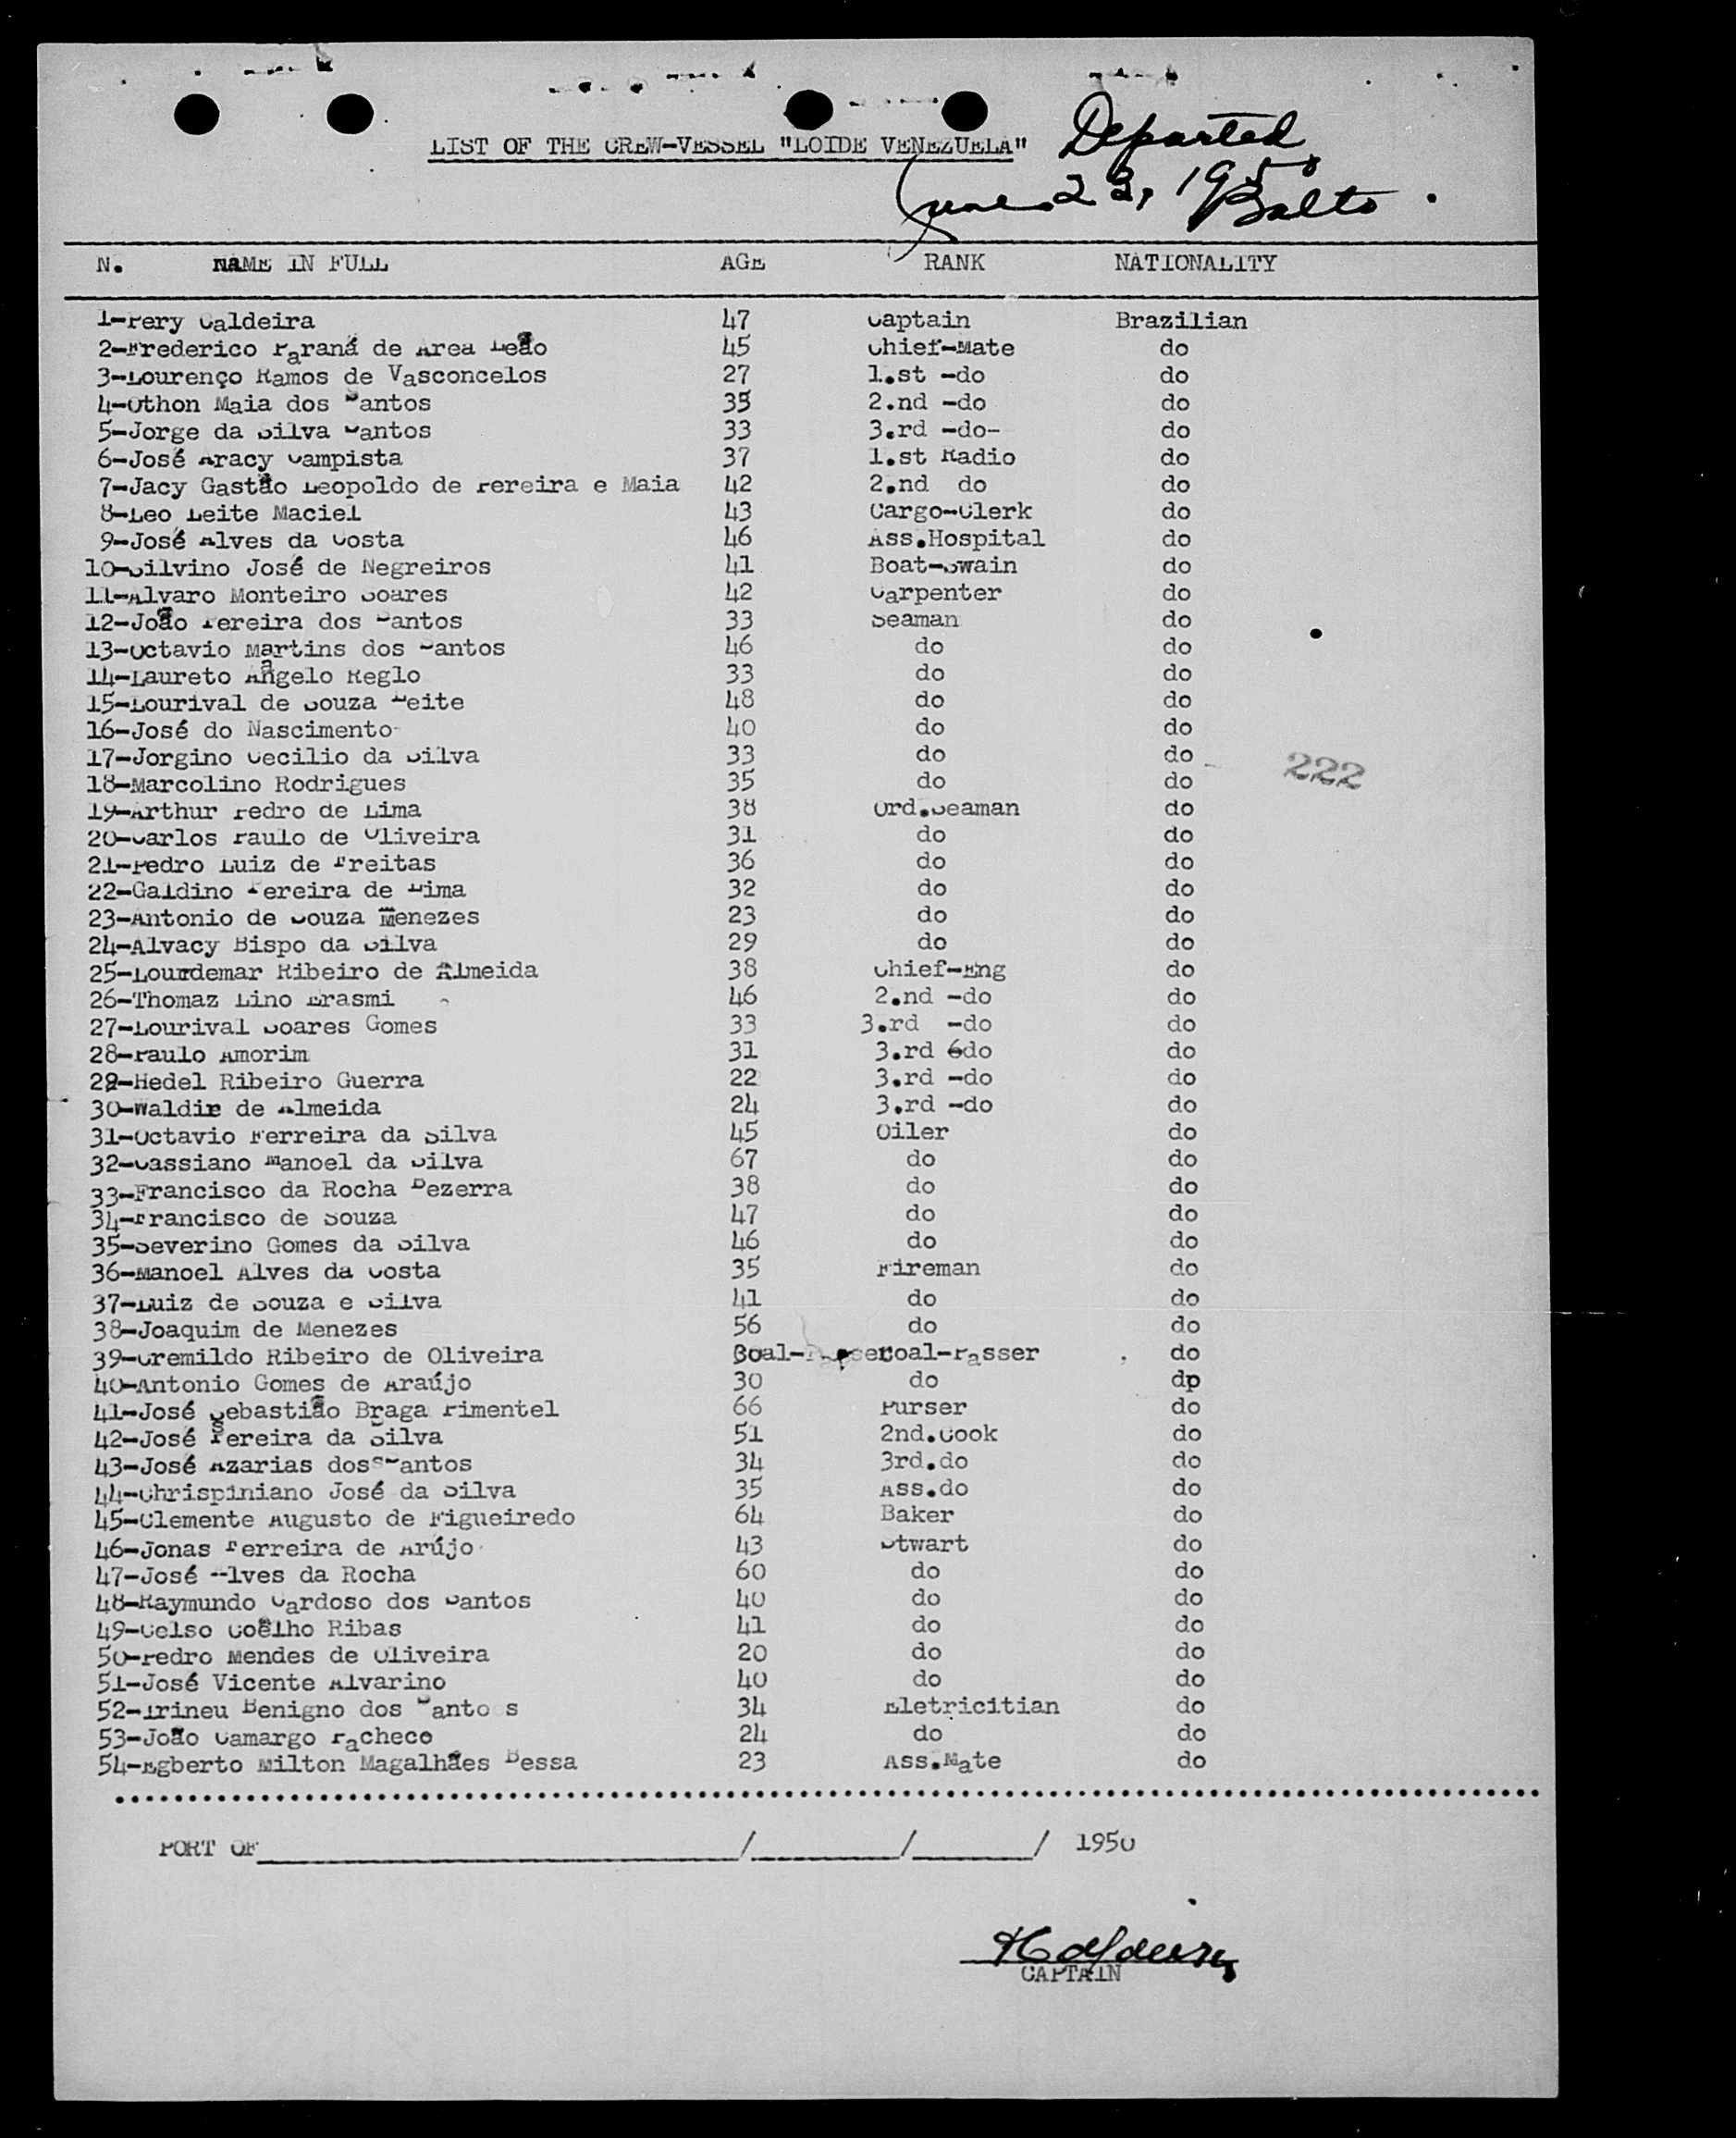 LIST OF THE CREW-VESSEL "LOIDE VENEZUELA"
Departed
June 22, 1950
Balto.
N. NAME IN FULL AGE RANK NATIONALITY
1-Pery Caldeira 47 Captain Brazilian
2-Frederico Paraná de Area Leão 45 Chief-Mate do
3-Lourenço Ramos de Vasconcelos 27 1.st -do do
4-Othon Maia dos Santos 35 2.nd -do do
5-Jorge da Silva Santos 33 3.rd -do- do
6-José Aracy Campista 37 1.st Radio do
7-Jacy Gastão Leopoldo de Pereira e Maia 42 2.nd do do
8-Leo Leite Maciel 43 Cargo-Clerk do
9-José Alves da Costa 46 Ass.Hospital do
10-Silvino José de Negreiros 41 Boat-Swain do
11-Alvaro Monteiro Soares 42 Carpenter do
12-João Pereira dos Santos 33 Seaman do
13-Octavio Martins dos Santos 46 do do
14-Laureto Angelo Reglo 33 do do
15-Lourival de Souza Leite 48 do do
16-José do Nascimento 40 do do
17-Jorgino Cecilio da Silva 33 do do
222
18-Marcolino Rodrigues 35 do do
19-Arthur Pedro de Lima 38 Ord.Seaman do
20-Carlos Paulo de Oliveira 31 do do
21-Pedro Luiz de Freitas 36 do do
22-Galdino Pereira de Lima 32 do do
23-Antonio de Souza Menezes 23 do do
24-Alvacy Bispo da Silva 29 do do
25-Lourdemar Ribeiro de Almeida 38 Chief-Eng do
26-Thomaz Lino Erasmi 46 2.nd -do do
27-Lourival Soares Gomes 33 3.rd -do do
28-Paulo Amorim 31 3.rd 6do do
29-Hedel Ribeiro Guerra 22 3.rd -do do
30-Waldir de Almeida 24 3.rd -do do
31-Octavio Ferreira da Silva 45 Oiler do
32-Cassiano Manoel da Silva 67 do do
33-Francisco da Rocha Bezerra 38 do do
34-Francisco de Souza 47 do do
35-Severino Gomes da Silva 46 do do
36-Manoel Alves da Costa 35 Fireman do
37-Luiz de Souza e Silva 41 do do
38-Joaquim de Menezes 56 do do
39-Cremildo Ribeiro de Oliveira 30 Coal-Passer do
40-Antonio Gomes de Araújo 30 do dp
41-José Sebastião Braga Pimentel 66 Purser do
42-José Pereira da Silva 51 2nd.Cook do
43-José Azarias dos Santos 34 3rd.do do
44-Chrispiniano José da Silva 35 Ass.do do
45-Clemente Augusto de Figueiredo 64 Baker do
46-Jonas Ferreira de Arújo 43 Stwart do
47-José Alves da Rocha 60 do do
48-Raymundo Cardoso dos Santos 40 do do
49-Celso Coelho Ribas 41 do do
50-Pedro Mendes de Oliveira 20 do do
51-José Vicente Alvarino 40 do do
52-Irineu Benigno dos Santo s 34 Eletricitian do
53-João Camargo Pacheco 24 do do
54-Egberto Milton Magalhães Bessa 23 Ass.Mate do
PORT OF / / / 1950
CAPTAIN